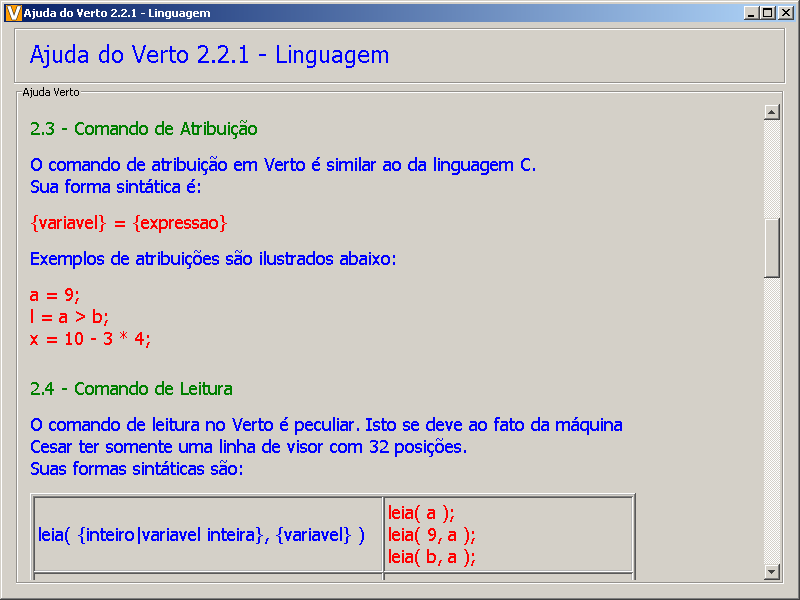 Ajuda do Verto 2.2.1 - Linguagem
Ajuda do Verto 2.2.1 - Linguagem
Ajuda Verto
2.3 - Comando de Atribuição
O comando de atribuição em Verto é similar ao da linguagem C.
Sua forma sintática é:
{variavel} = {expressao}
Exemplos de atribuições são ilustrados abaixo:
a = 9;
l = a > b;
x = 10 - 3 * 4;
2.4 - Comando de Leitura
O comando de leitura no Verto é peculiar. Isto se deve ao fato da máquina
Cesar ter somente uma linha de visor com 32 posições.
Suas formas sintáticas são:
leia( {inteiro|variavel inteira}, {variavel} )
leia( a );
leia( 9, a );
leia( b, a );